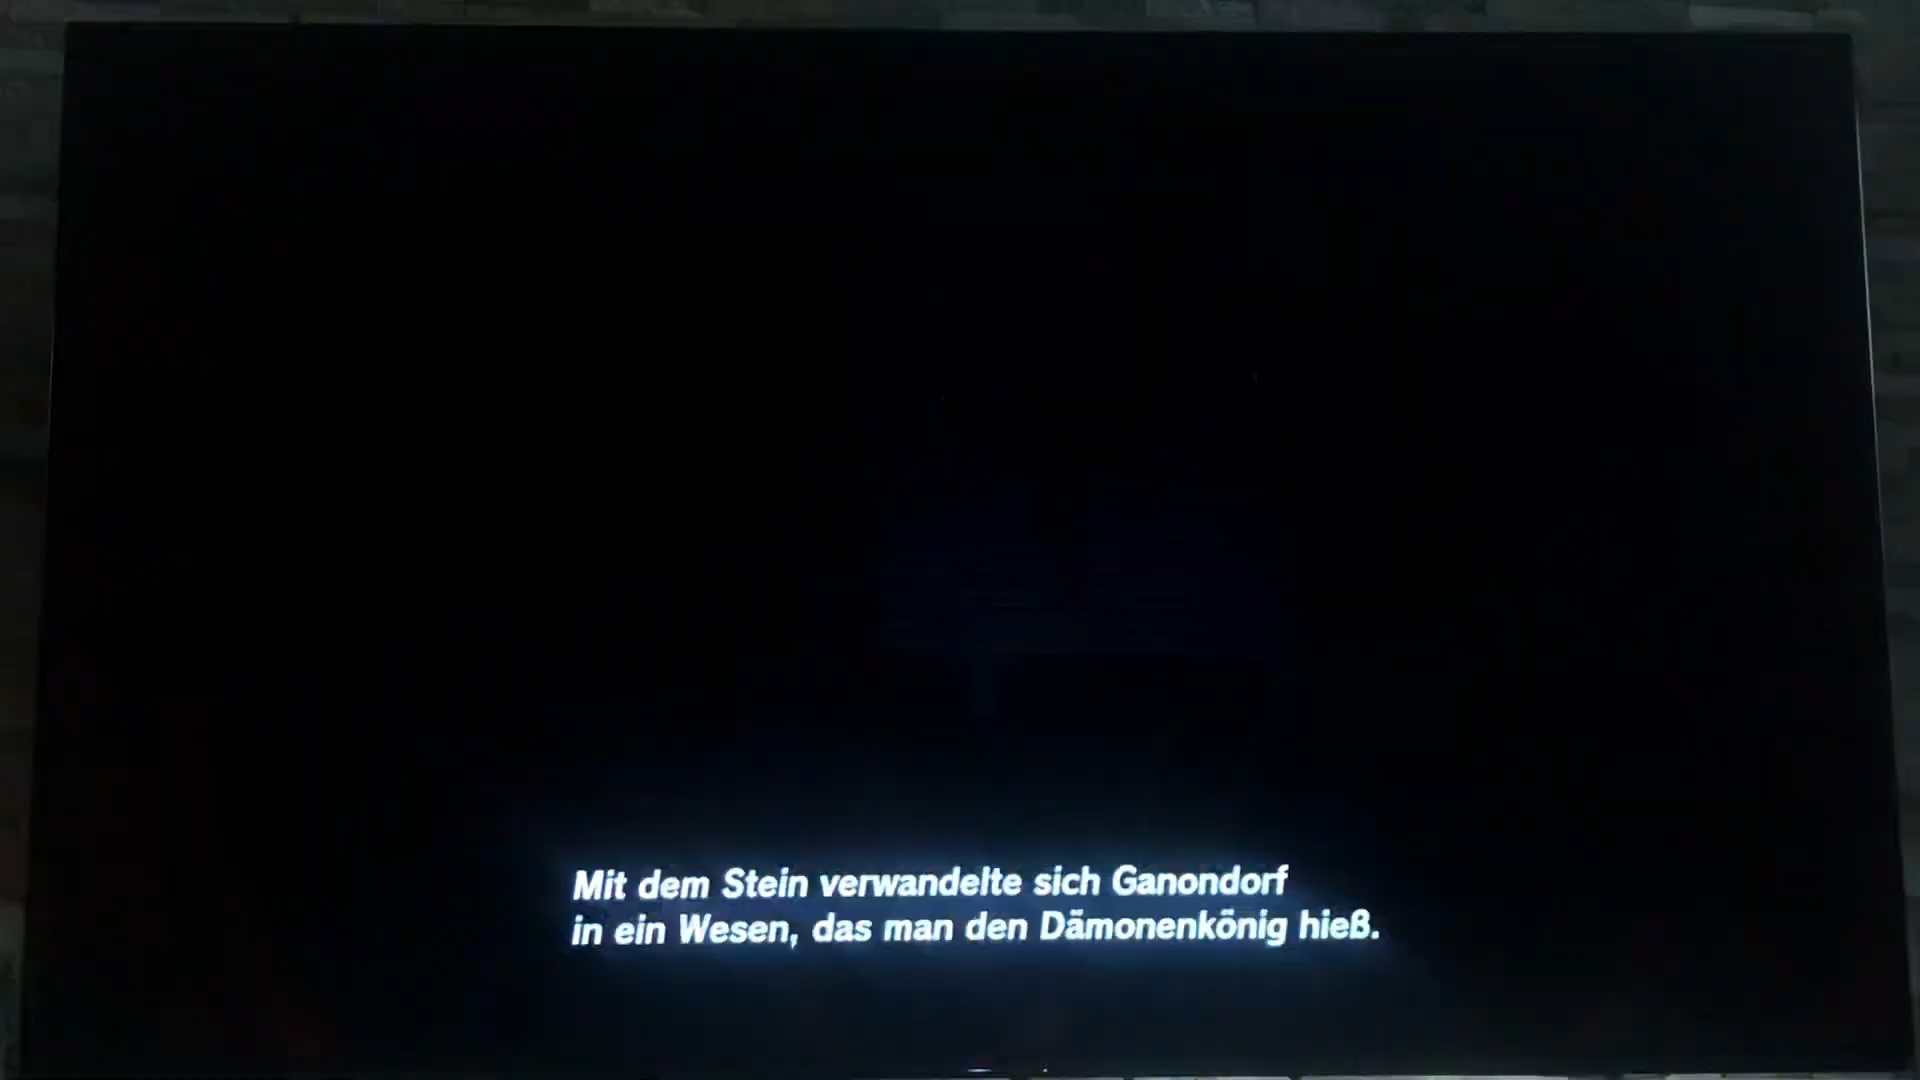 Mit dem Stein verwandelte sich Ganondorf
in ein Wesen, das man den Dämonenkönig hieß.